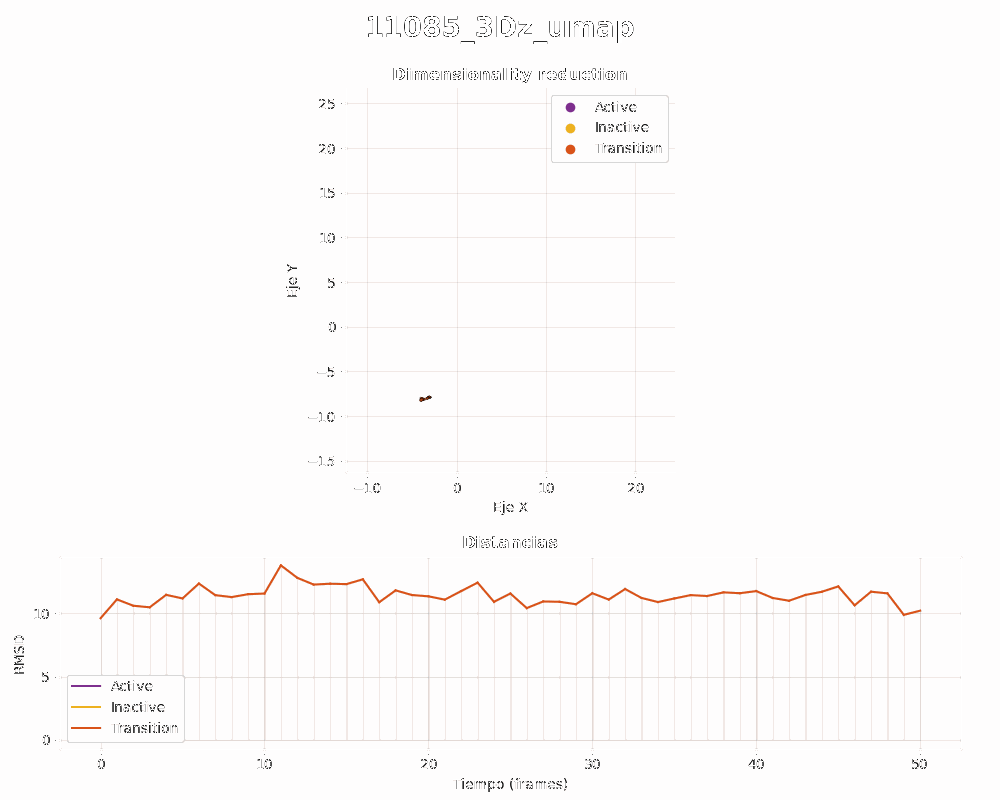 11085_3Dz_umap
Dimensionality reduction
Active
Inactive
Transition
25
20
15
10
5
0
−5
−10
−15
Eje Y
−10 0 10 20
Eje X
Distancias
10
5
0
RMSD
Active
Inactive
Transition
0 10 20 30 40 50
Tiempo (frames)